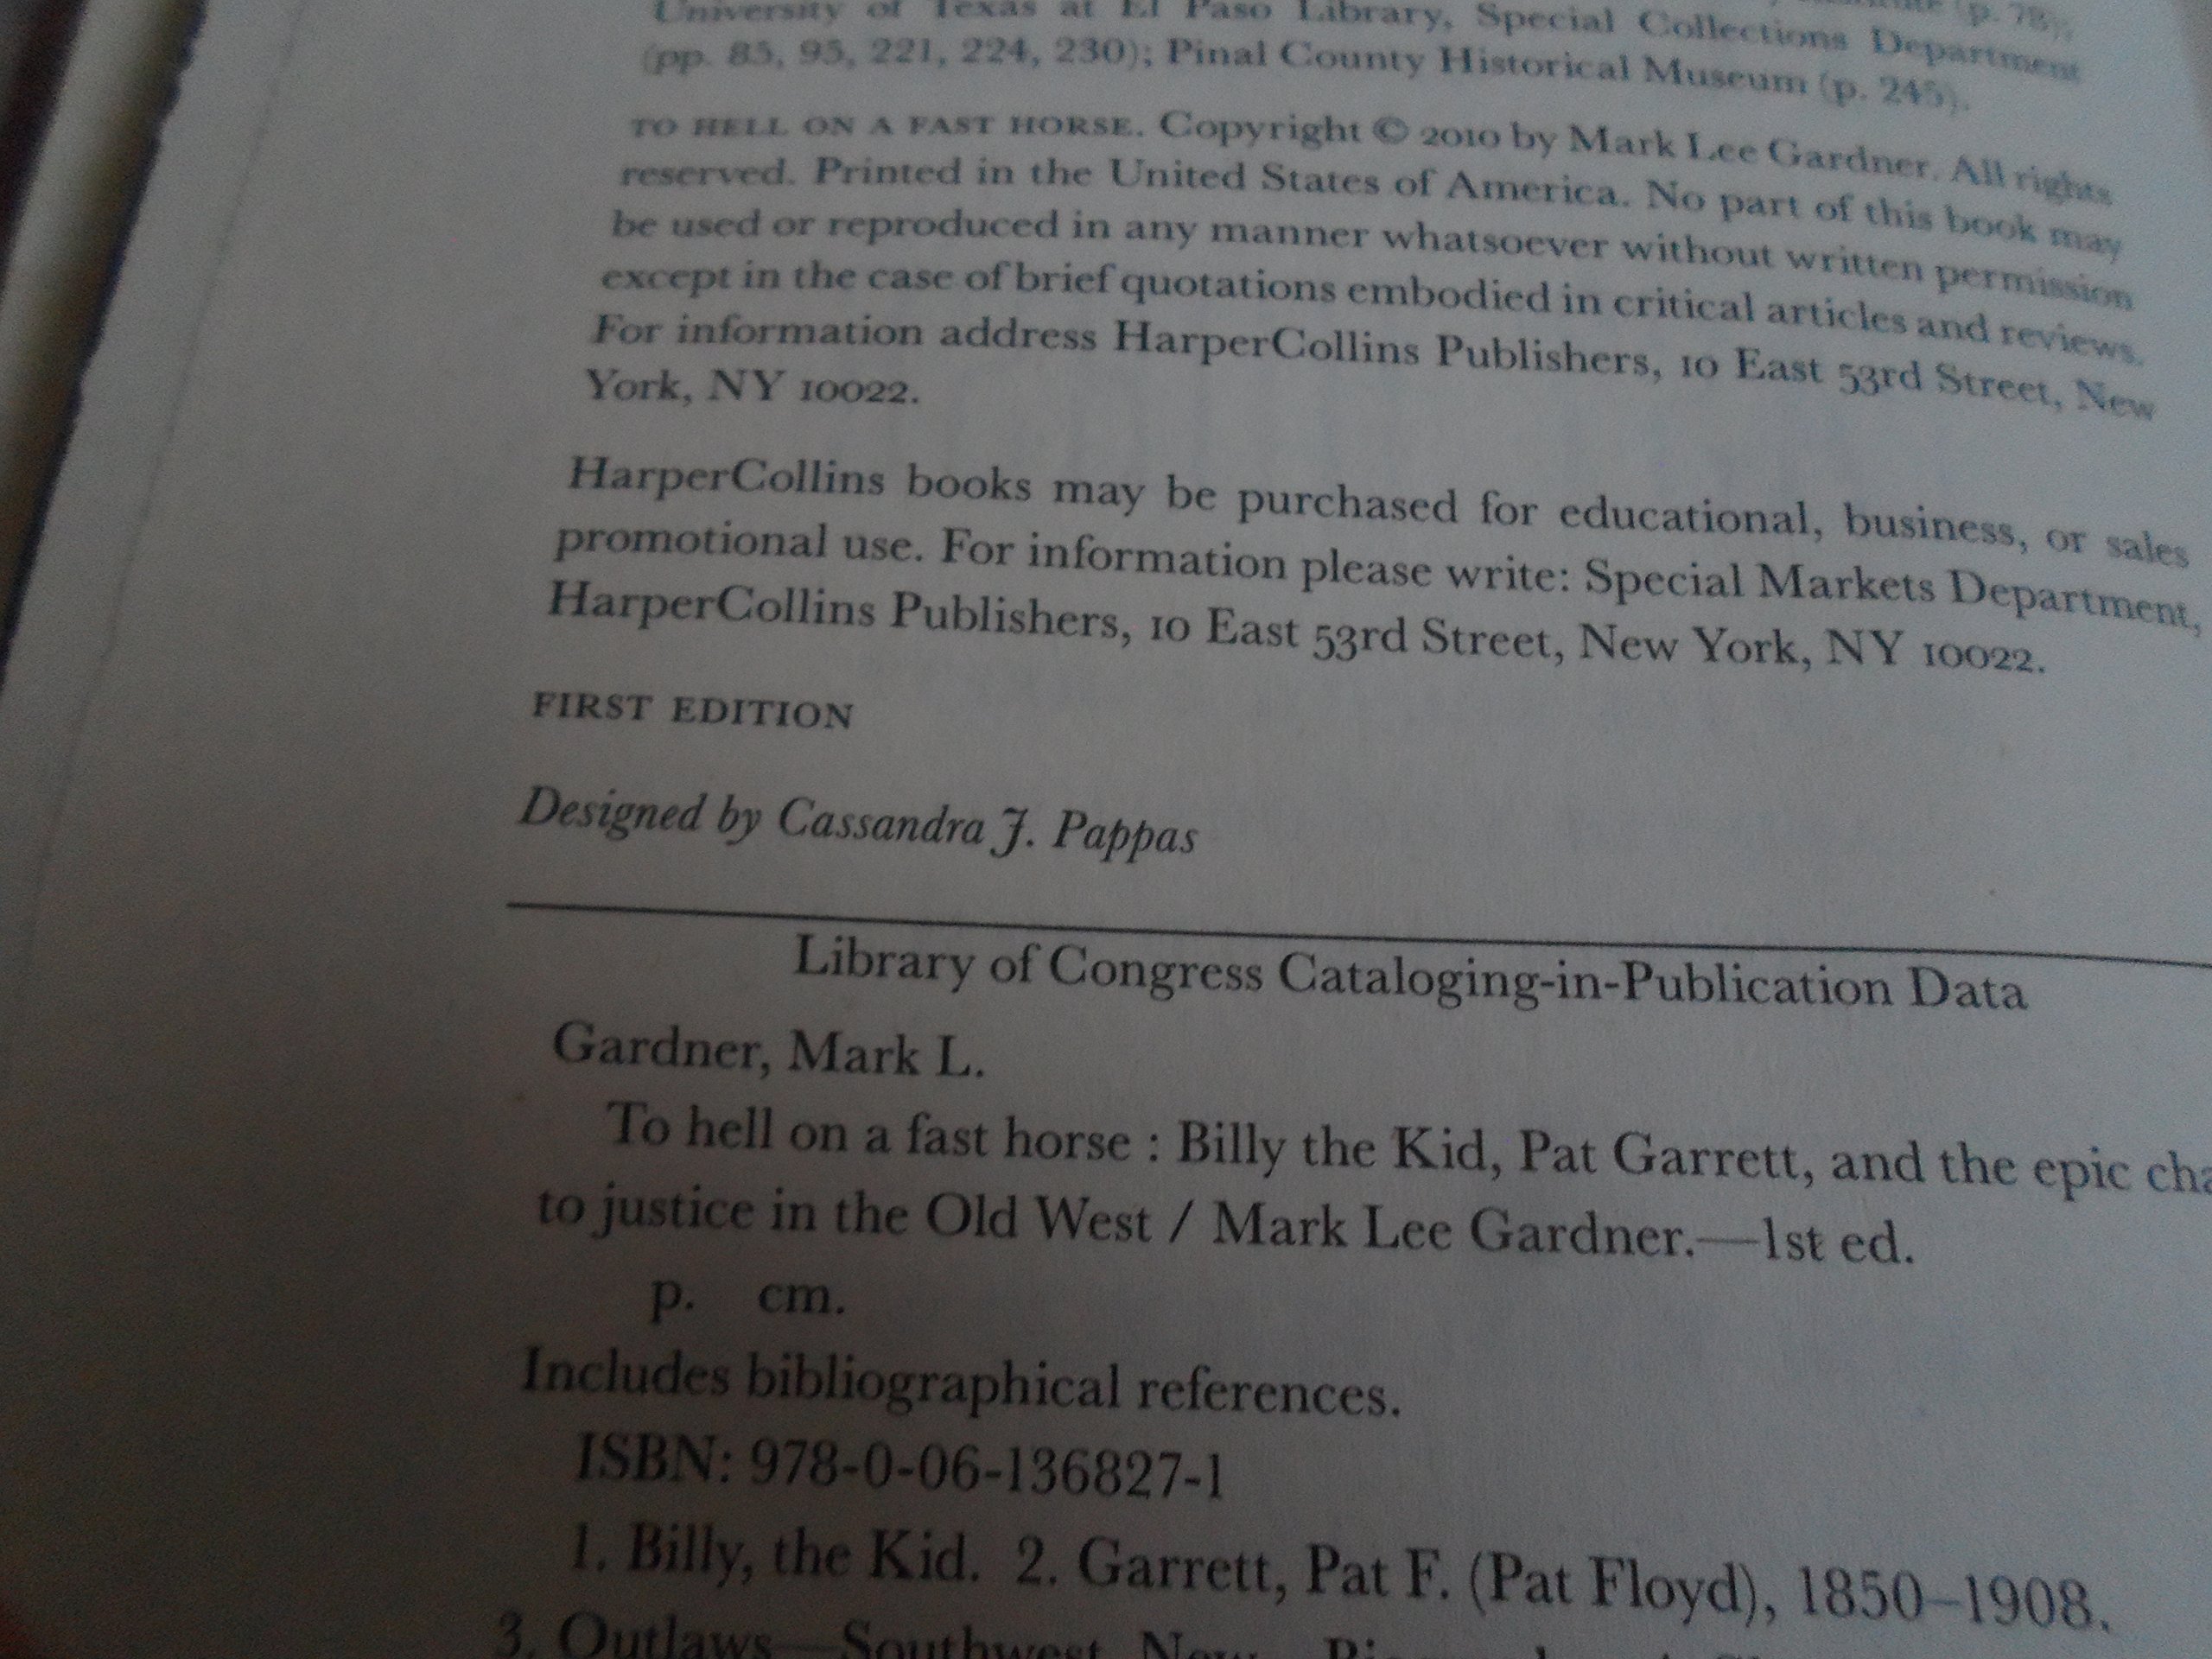 University of Texas at El Paso Library, Special Collections Department
(p. 78);
(pp. 85, 95, 221, 224, 230); Pinal County Historical Museum (p. 245).
TO HELL ON A FAST HORSE. Copyright © 2010 by Mark Lee Gardner. All rights
reserved. Printed in the United States of America. No part of this book may
be used or reproduced in any manner whatsoever without written permission
except in the case of brief quotations embodied in critical articles and reviews.
For information address HarperCollins Publishers, 10 East 53rd Street, New
York, NY 10022.
HarperCollins books may be purchased for educational, business, or sales
promotional use. For information please write: Special Markets Department,
HarperCollins Publishers, 10 East 53rd Street, New York, NY 10022.
FIRST EDITION
Designed by Cassandra J. Pappas
Library of Congress Cataloging-in-Publication Data
Gardner, Mark L.
To hell on a fast horse : Billy the Kid, Pat Garrett, and the epic cha
to justice in the Old West / Mark Lee Gardner.—1st ed.
p. cm.
Includes bibliographical references.
ISBN: 978-0-06-136827-1
1. Billy, the Kid. 2. Garrett, Pat F. (Pat Floyd), 1850–1908.
3. Outlaws—Southwest, New